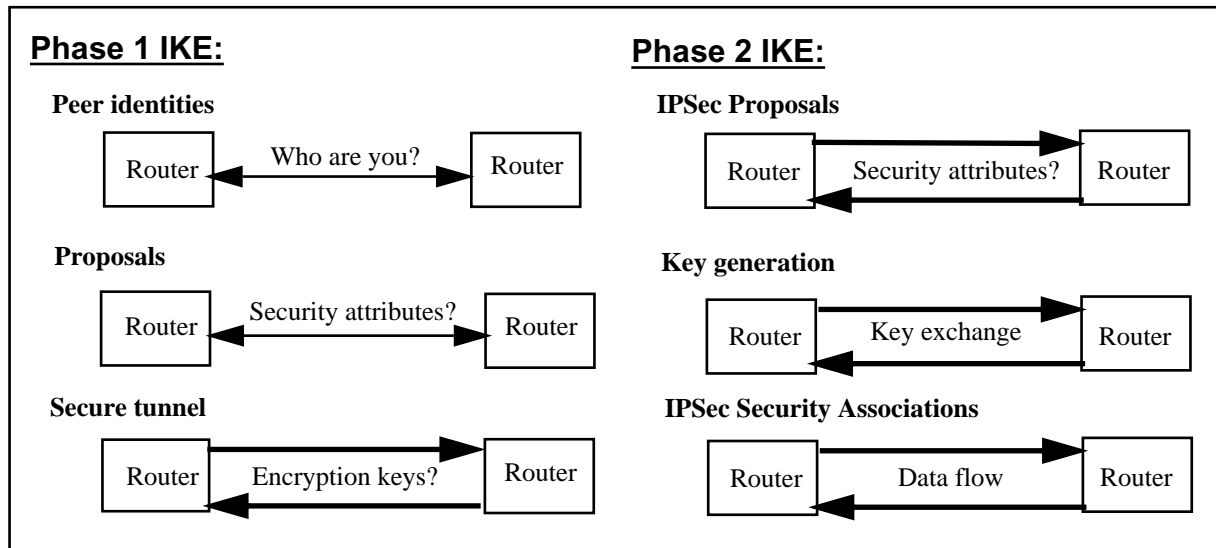 Phase 1 IKE:
Peer identities
Router
Who are you?
Router
Proposals
Router
Security attributes?
Router
Secure tunnel
Router
Encryption keys?
Router
Phase 2 IKE:
IPSec Proposals
Router
Security attributes?
Router
Key generation
Router
Key exchange
Router
IPSec Security Associations
Router
Data flow
Router